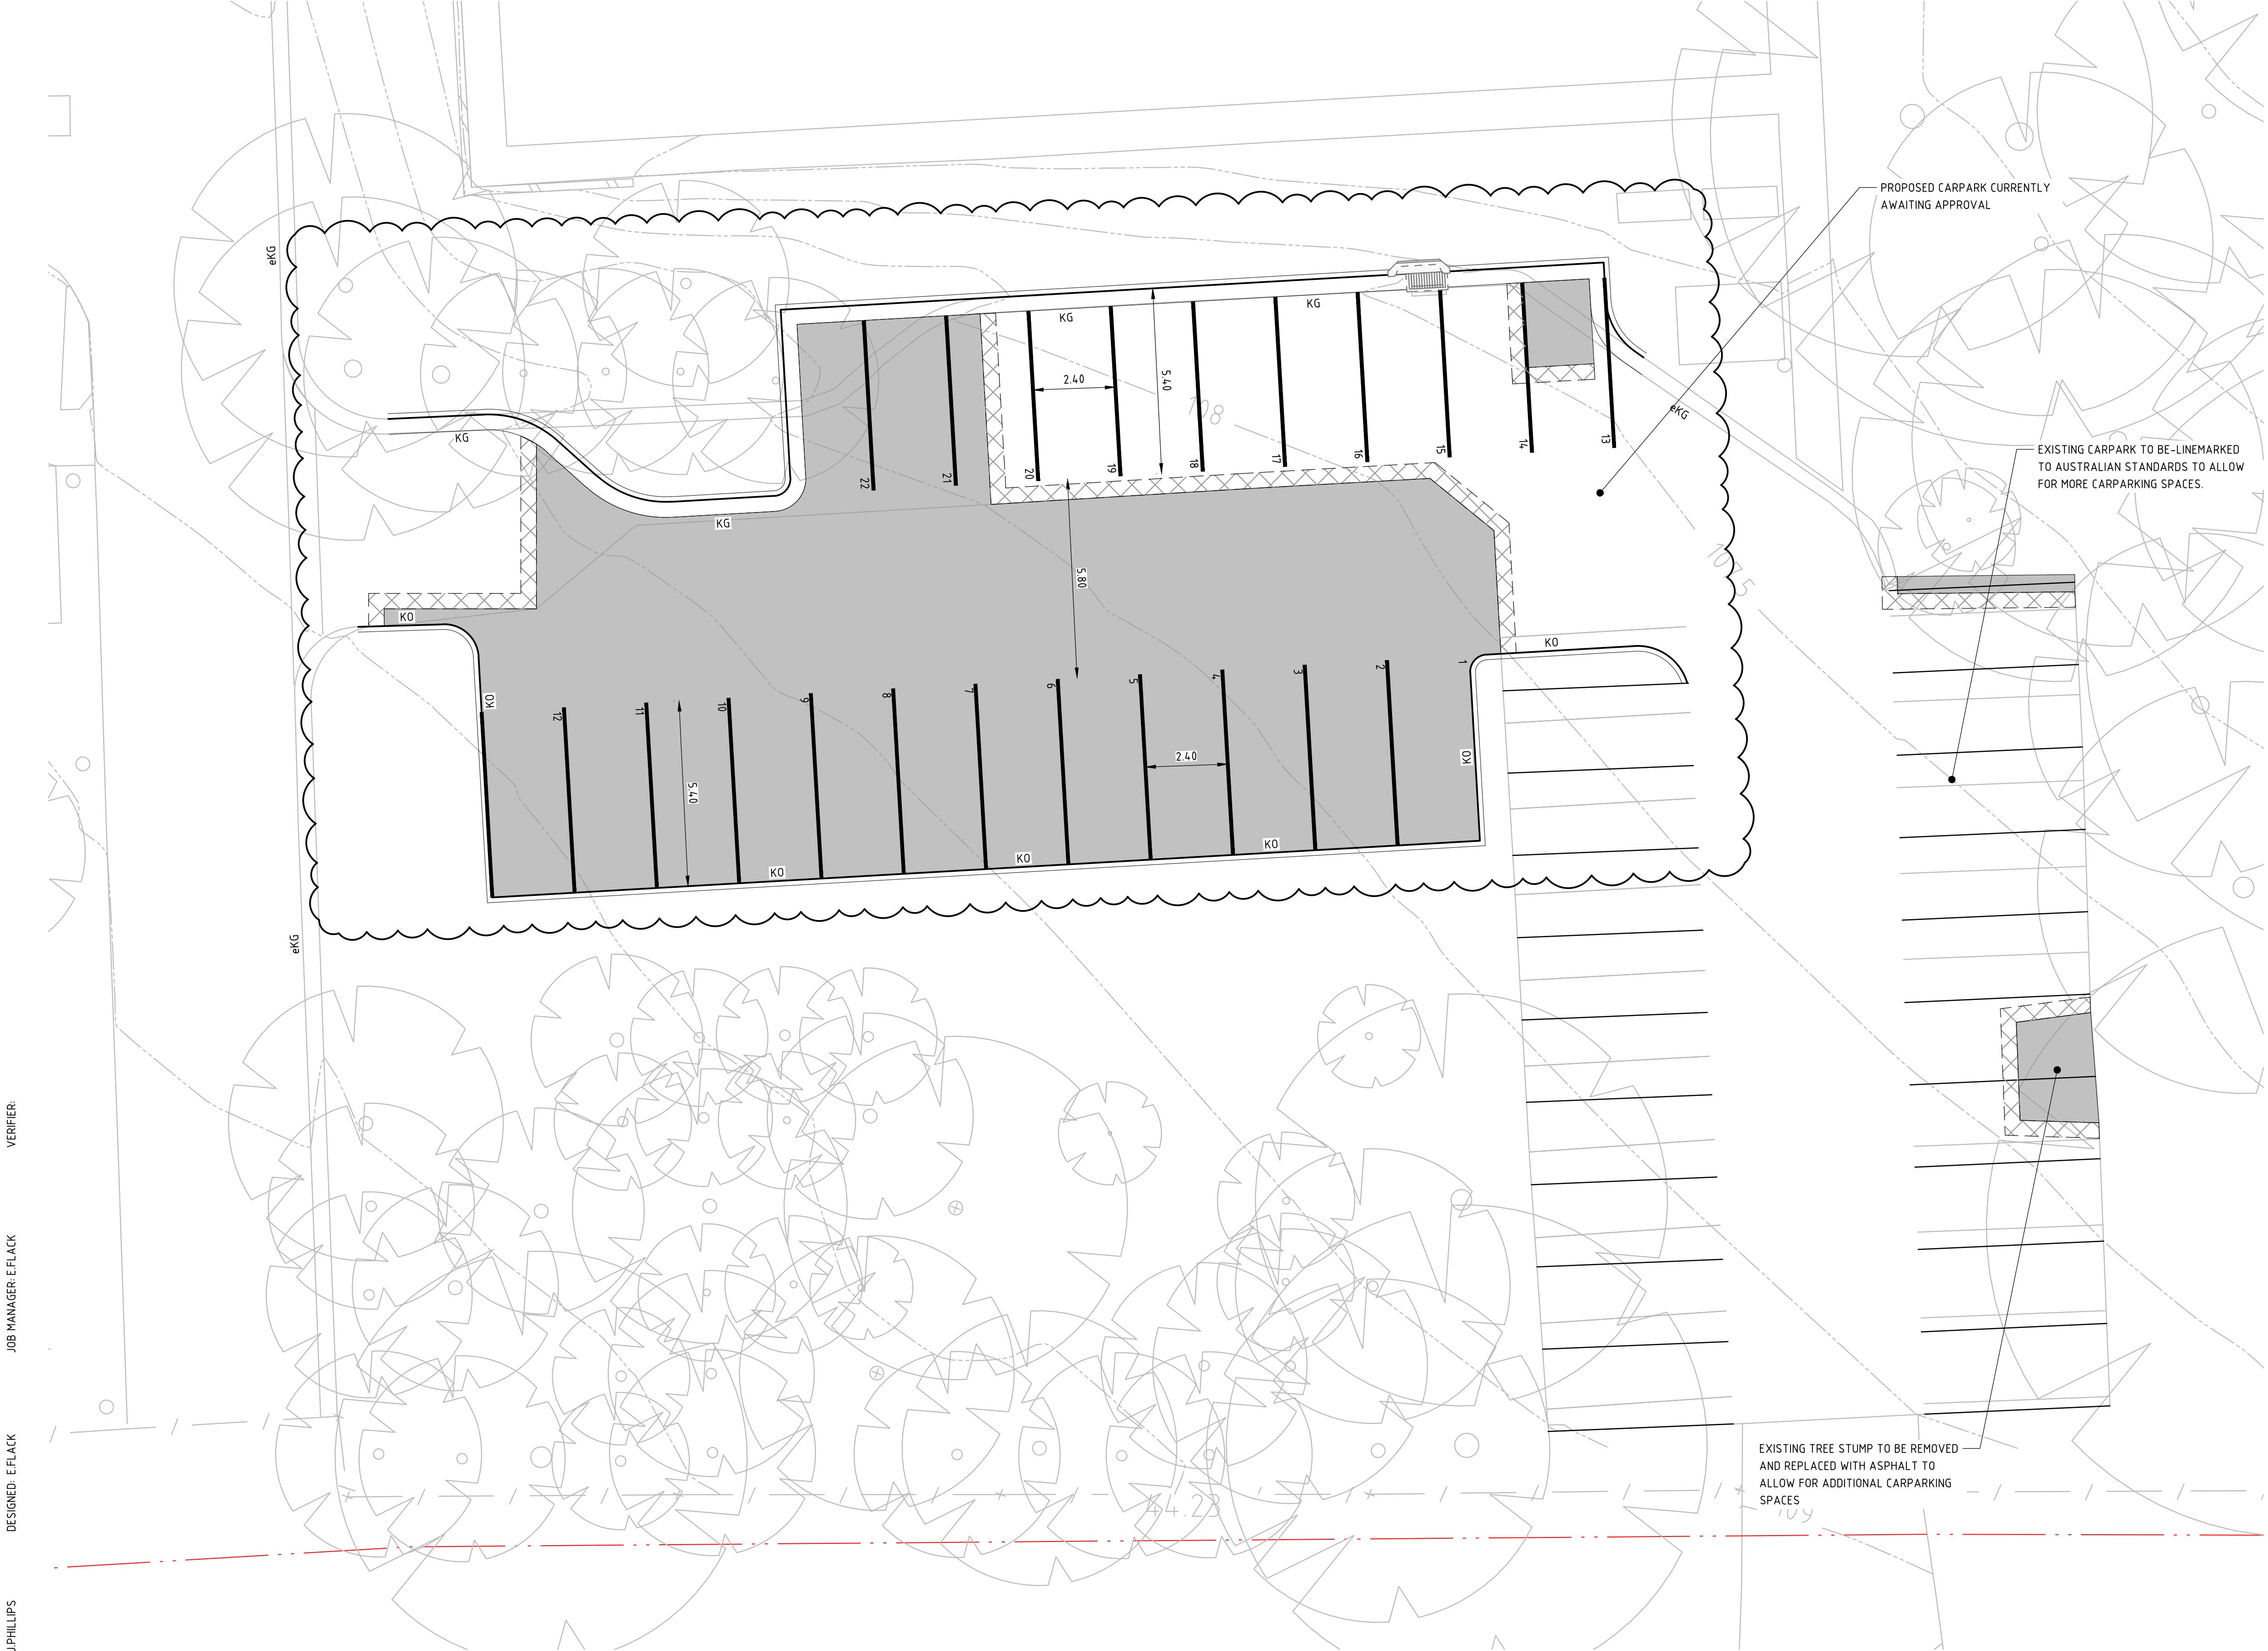 PROPOSED CARPARK CURRENTLY
AWAITING APPROVAL
eKG
KG
KG
2.40
5.40
10.8
eKG
KG
EXISTING CARPARK TO BE-LINEMARKED
TO AUSTRALIAN STANDARDS TO ALLOW
FOR MORE CARPARKING SPACES.
22
21
20
19
18
17
16
15
14
13
KG
5.80
KO
KO
KO
12
11
10
9
8
7
6
5
4
3
2
1
5.40
2.40
KO
KO
KO
KO
eKG
EXISTING TREE STUMP TO BE REMOVED
AND REPLACED WITH ASPHALT TO
ALLOW FOR ADDITIONAL CARPARKING
SPACES
44.23
VERIFIER:
JOB MANAGER: E.FLACK
DESIGNED: E.FLACK
J.PHILLIPS